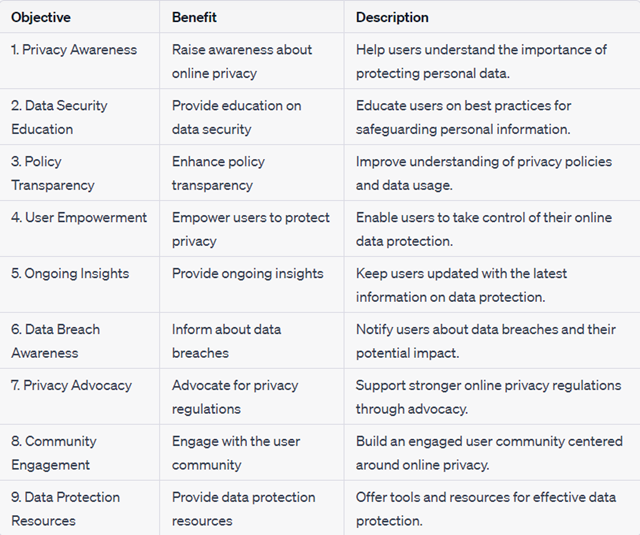 Objective Benefit Description
1. Privacy Awareness Raise awareness about online privacy Help users understand the importance of protecting personal data.
2. Data Security Education Provide education on data security Educate users on best practices for safeguarding personal information.
3. Policy Transparency Enhance policy transparency Improve understanding of privacy policies and data usage.
4. User Empowerment Empower users to protect privacy Enable users to take control of their online data protection.
5. Ongoing Insights Provide ongoing insights Keep users updated with the latest information on data protection.
6. Data Breach Awareness Inform about data breaches Notify users about data breaches and their potential impact.
7. Privacy Advocacy Advocate for privacy regulations Support stronger online privacy regulations through advocacy.
8. Community Engagement Engage with the user community Build an engaged user community centered around online privacy.
9. Data Protection Resources Provide data protection resources Offer tools and resources for effective data protection.